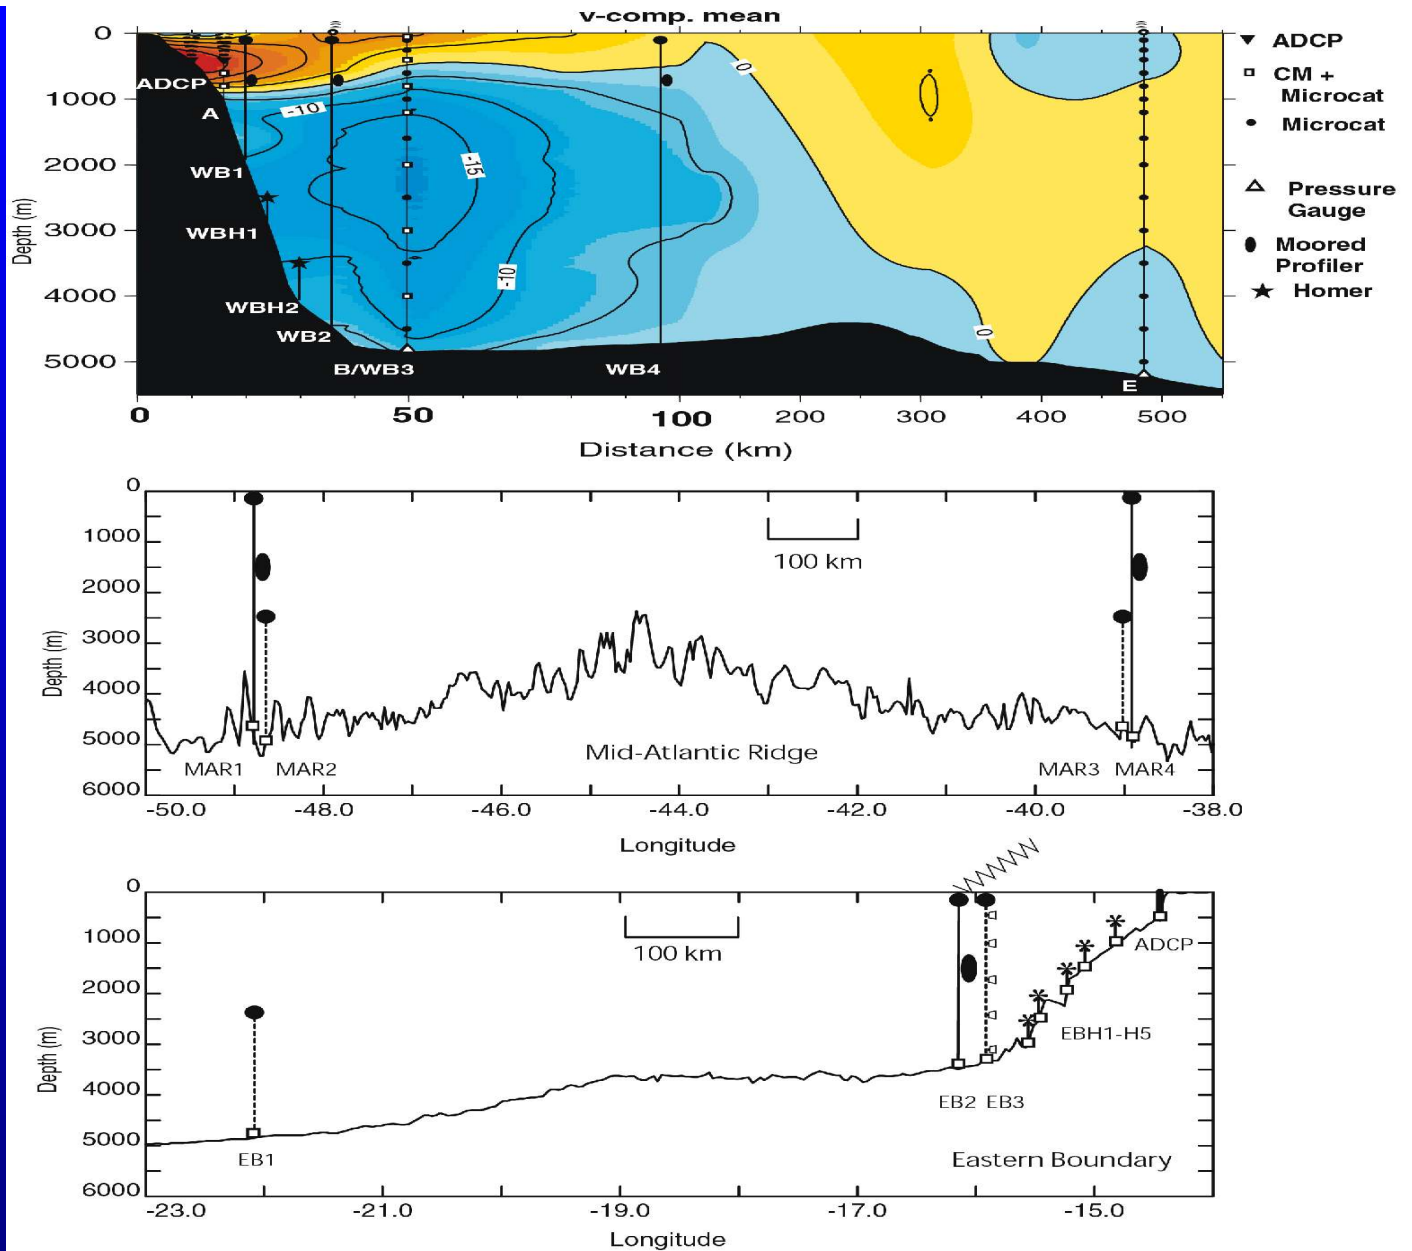 v-comp. mean
0
1000
2000
3000
4000
5000
Depth (m)
ADCP
A
WB1
WBH1
WBH2
WB2
B/WB3
WB4
E
-10
-15
-10
0
0
0 50 100 200 300 400 500
Distance (km)
ADCP
CM +
Microcat
Microcat
Pressure
Gauge
Moored
Profiler
Homer
0
1000
2000
3000
4000
5000
6000
Depth (m)
100 km
Mid-Atlantic Ridge
MAR1 MAR2 MAR3 MAR4
-50.0 -48.0 -46.0 -44.0 -42.0 -40.0 -38.0
Longitude
0
1000
2000
3000
4000
5000
6000
Depth (m)
100 km
ADCP
EBH1-H5
EB2 EB3
EB1
Eastern Boundary
-23.0 -21.0 -19.0 -17.0 -15.0
Longitude